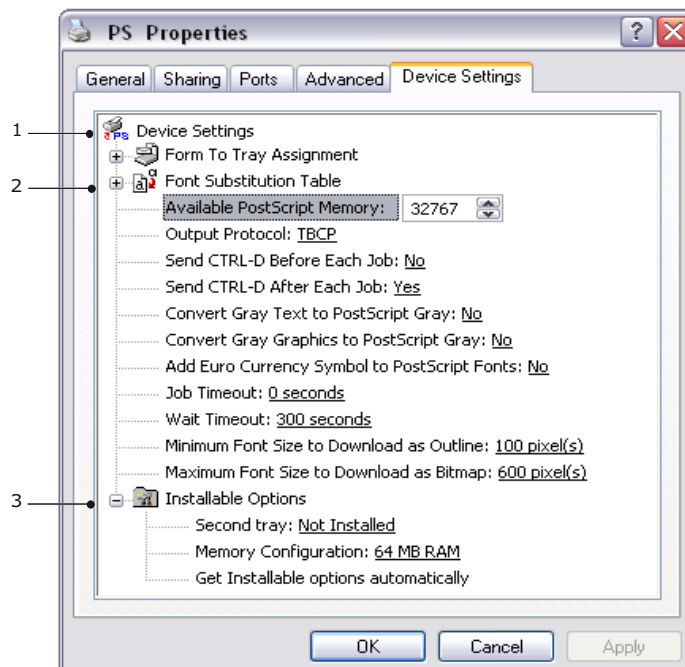 PS Properties
General Sharing Ports Advanced Device Settings
1
Device Settings
Form To Tray Assignment
2
Font Substitution Table
Available PostScript Memory: 32767
Output Protocol: TBCP
Send CTRL-D Before Each Job: No
Send CTRL-D After Each Job: Yes
Convert Gray Text to PostScript Gray: No
Convert Gray Graphics to PostScript Gray: No
Add Euro Currency Symbol to PostScript Fonts: No
Job Timeout: 0 seconds
Wait Timeout: 300 seconds
Minimum Font Size to Download as Outline: 100 pixel(s)
Maximum Font Size to Download as Bitmap: 600 pixel(s)
3
Installable Options
Second tray: Not Installed
Memory Configuration: 64 MB RAM
Get Installable options automatically
OK Cancel Apply